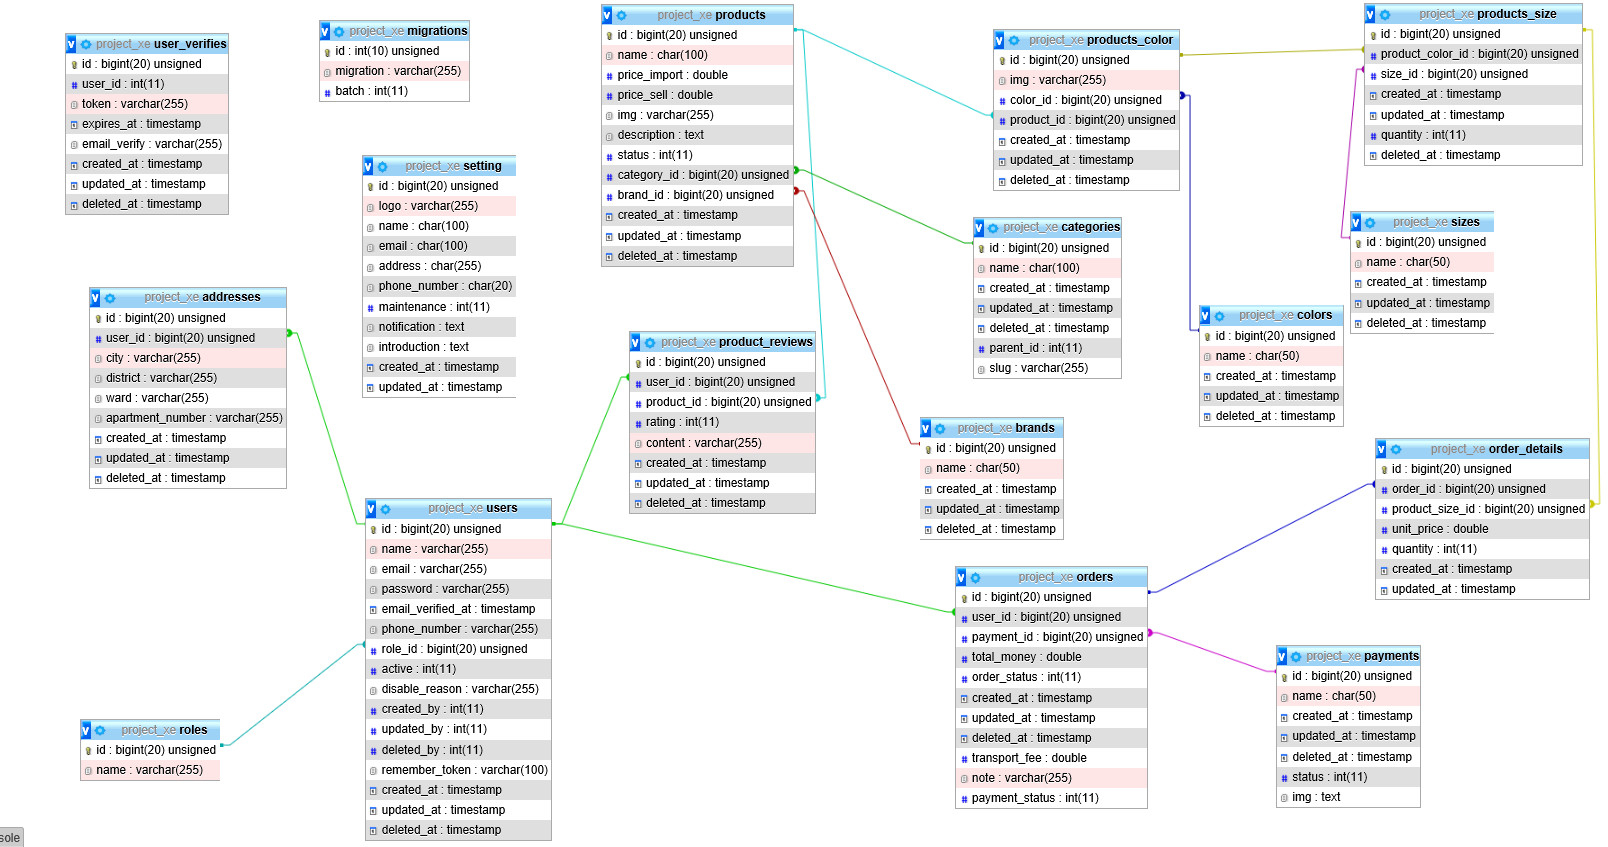 project_xe user_verifies
id : bigint(20) unsigned
user_id : int(11)
token : varchar(255)
expires_at : timestamp
email_verify : varchar(255)
created_at : timestamp
updated_at : timestamp
deleted_at : timestamp
project_xe migrations
id : int(10) unsigned
migration : varchar(255)
batch : int(11)
project_xe setting
id : bigint(20) unsigned
logo : varchar(255)
name : char(100)
email : char(100)
address : char(255)
phone_number : char(20)
maintenance : int(11)
notification : text
introduction : text
created_at : timestamp
updated_at : timestamp
project_xe products
id : bigint(20) unsigned
name : char(100)
price_import : double
price_sell : double
img : varchar(255)
description : text
status : int(11)
category_id : bigint(20) unsigned
brand_id : bigint(20) unsigned
created_at : timestamp
updated_at : timestamp
deleted_at : timestamp
project_xe products_color
id : bigint(20) unsigned
img : varchar(255)
color_id : bigint(20) unsigned
product_id : bigint(20) unsigned
created_at : timestamp
updated_at : timestamp
deleted_at : timestamp
project_xe products_size
id : bigint(20) unsigned
product_color_id : bigint(20) unsigned
size_id : bigint(20) unsigned
created_at : timestamp
updated_at : timestamp
quantity : int(11)
deleted_at : timestamp
project_xe categories
id : bigint(20) unsigned
name : char(100)
created_at : timestamp
updated_at : timestamp
deleted_at : timestamp
parent_id : int(11)
slug : varchar(255)
project_xe sizes
id : bigint(20) unsigned
name : char(50)
created_at : timestamp
updated_at : timestamp
deleted_at : timestamp
project_xe addresses
id : bigint(20) unsigned
user_id : bigint(20) unsigned
city : varchar(255)
district : varchar(255)
ward : varchar(255)
apartment_number : varchar(255)
created_at : timestamp
updated_at : timestamp
deleted_at : timestamp
project_xe product_reviews
id : bigint(20) unsigned
user_id : bigint(20) unsigned
product_id : bigint(20) unsigned
rating : int(11)
content : varchar(255)
created_at : timestamp
updated_at : timestamp
deleted_at : timestamp
project_xe colors
id : bigint(20) unsigned
name : char(50)
created_at : timestamp
updated_at : timestamp
deleted_at : timestamp
project_xe brands
id : bigint(20) unsigned
name : char(50)
created_at : timestamp
updated_at : timestamp
deleted_at : timestamp
project_xe order_details
id : bigint(20) unsigned
order_id : bigint(20) unsigned
product_size_id : bigint(20) unsigned
unit_price : double
quantity : int(11)
created_at : timestamp
updated_at : timestamp
project_xe users
id : bigint(20) unsigned
name : varchar(255)
email : varchar(255)
password : varchar(255)
email_verified_at : timestamp
phone_number : varchar(255)
role_id : bigint(20) unsigned
active : int(11)
disable_reason : varchar(255)
created_by : int(11)
updated_by : int(11)
deleted_by : int(11)
remember_token : varchar(100)
created_at : timestamp
updated_at : timestamp
deleted_at : timestamp
project_xe orders
id : bigint(20) unsigned
user_id : bigint(20) unsigned
payment_id : bigint(20) unsigned
total_money : double
order_status : int(11)
created_at : timestamp
updated_at : timestamp
deleted_at : timestamp
transport_fee : double
note : varchar(255)
payment_status : int(11)
project_xe payments
id : bigint(20) unsigned
name : char(50)
created_at : timestamp
updated_at : timestamp
deleted_at : timestamp
status : int(11)
img : text
project_xe roles
id : bigint(20) unsigned
name : varchar(255)
sole